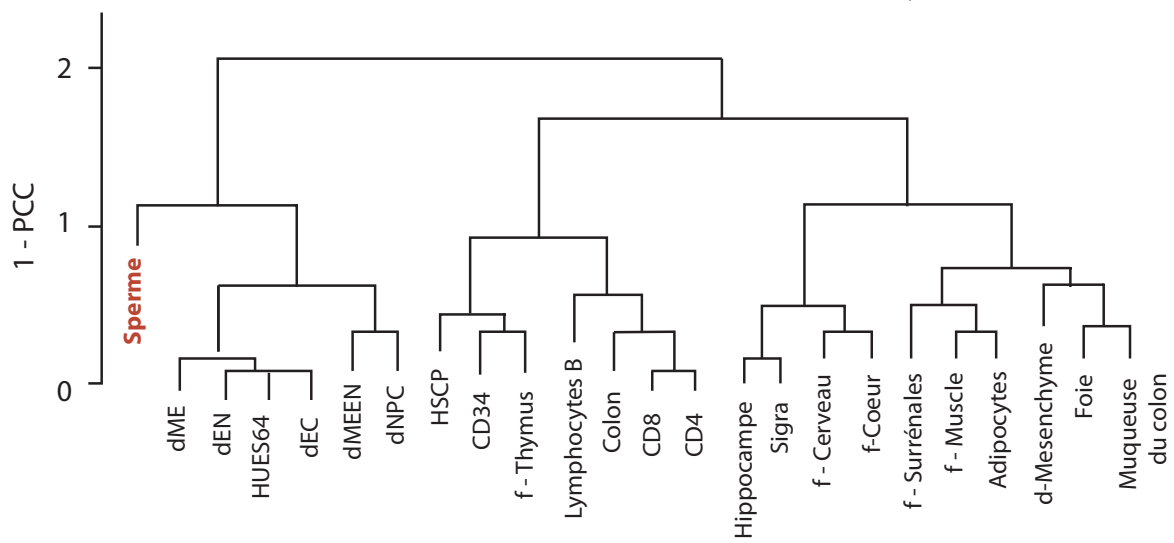 2
1
0
1 - PCC
Sperme
dME
dEN
HUES64
dEC
dMEEN
dNPC
HSCP
CD34
f - Thymus
Lymphocytes B
Colon
CD8
CD4
Hippocampe
Sigra
f - Cerveau
f-Coeur
f - Surrénales
f - Muscle
Adipocytes
d-Mesenchyme
Foie
Muqueuse
du colon